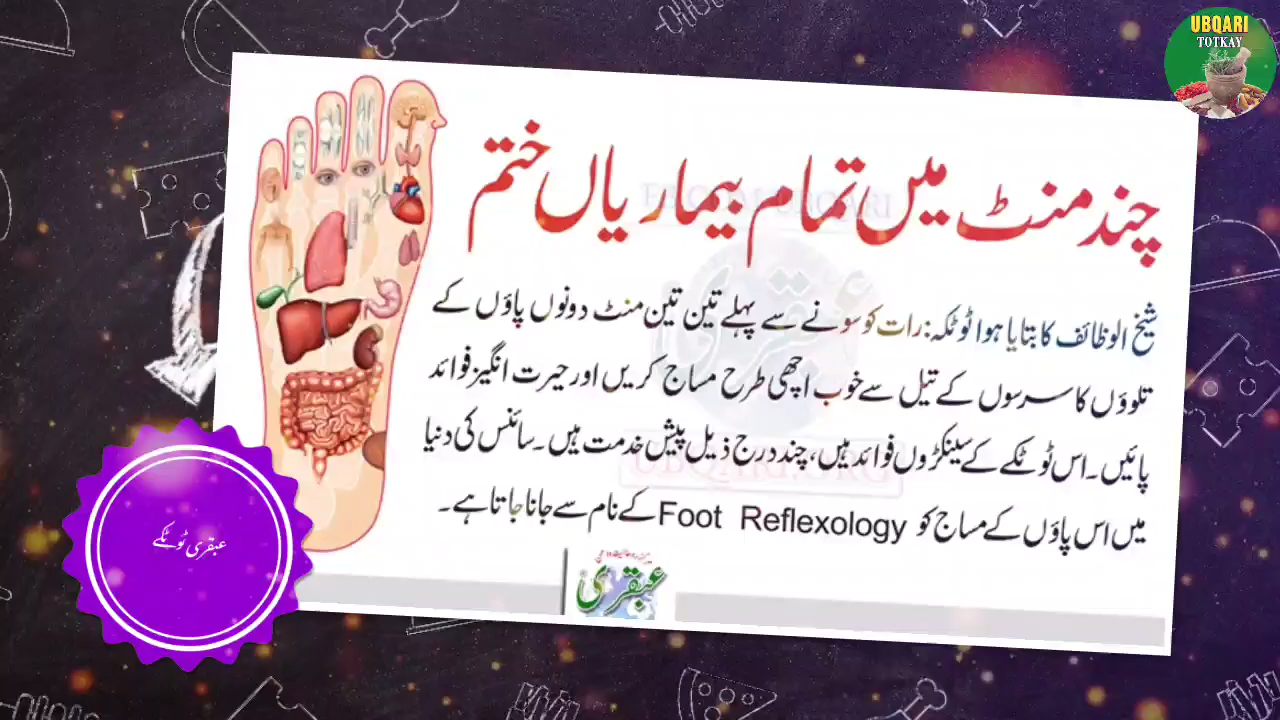 UBQARI
TOTKAY
چند منٹ میں تمام بیماریاں ختم
شیخ الوظائف کا بتایا ہوا ٹوٹکہ: رات کو سونے سے پہلے تین تین منٹ دونوں پاؤں کے
تلوؤں کا سرسوں کے تیل سے خوب اچھی طرح مساج کریں اور حیرت انگیز فوائد
پائیں۔ اس ٹوٹکے کے سینکڑوں فوائد ہیں، چند درج ذیل پیش خدمت ہیں۔ سائنس کی دنیا
میں اس پاؤں کے مساج کو Foot Reflexology کے نام سے جانا جاتا ہے۔
عبقری ٹوٹکے
عبقری
UBQARI.ORG